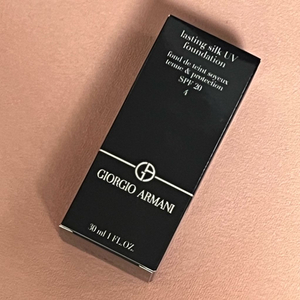 lasting silk UV
foundation
fond de teint soyeux
tenue & protection
SPF 20
4
GIORGIO ARMANI
30 ml 1 FL.OZ.